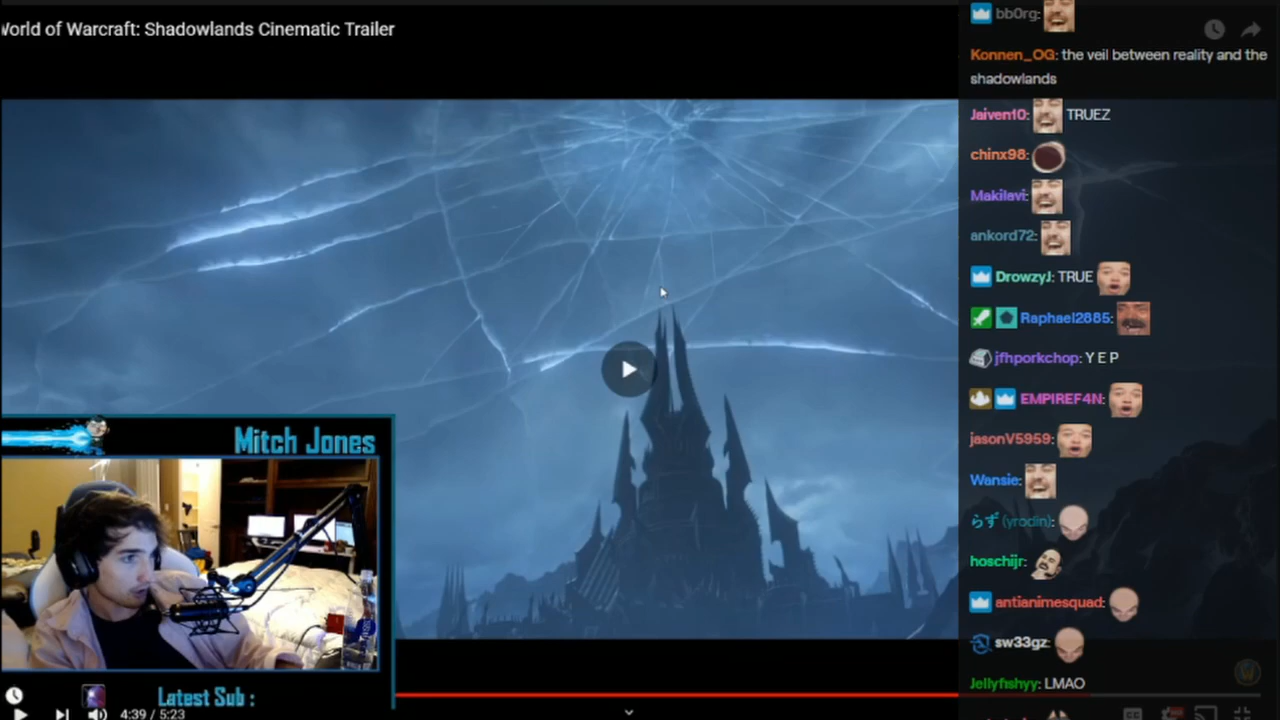 World of Warcraft: Shadowlands Cinematic Trailer
Mitch Jones
Latest Sub :
4:39 / 5:23
bb0rg:
Konnen_OG: the veil between reality and the
shadowlands
Jaiven10: TRUEZ
chinx98:
Makilavi:
ankord72:
DrowzyJ: TRUE
Raphael2885:
jfhporkchop: Y E P
EMPIREF4N:
jasonV5959:
Wansie:
らず (yrodin):
hoschijr:
antianimesquad:
sw33gz:
Jellyfishyy: LMAO